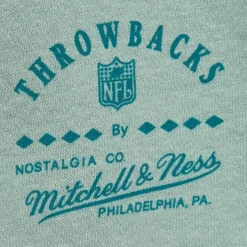 THROWBACKS
NFL
By
NOSTALGIA CO.
Mitchell & Ness
PHILADELPHIA, PA.